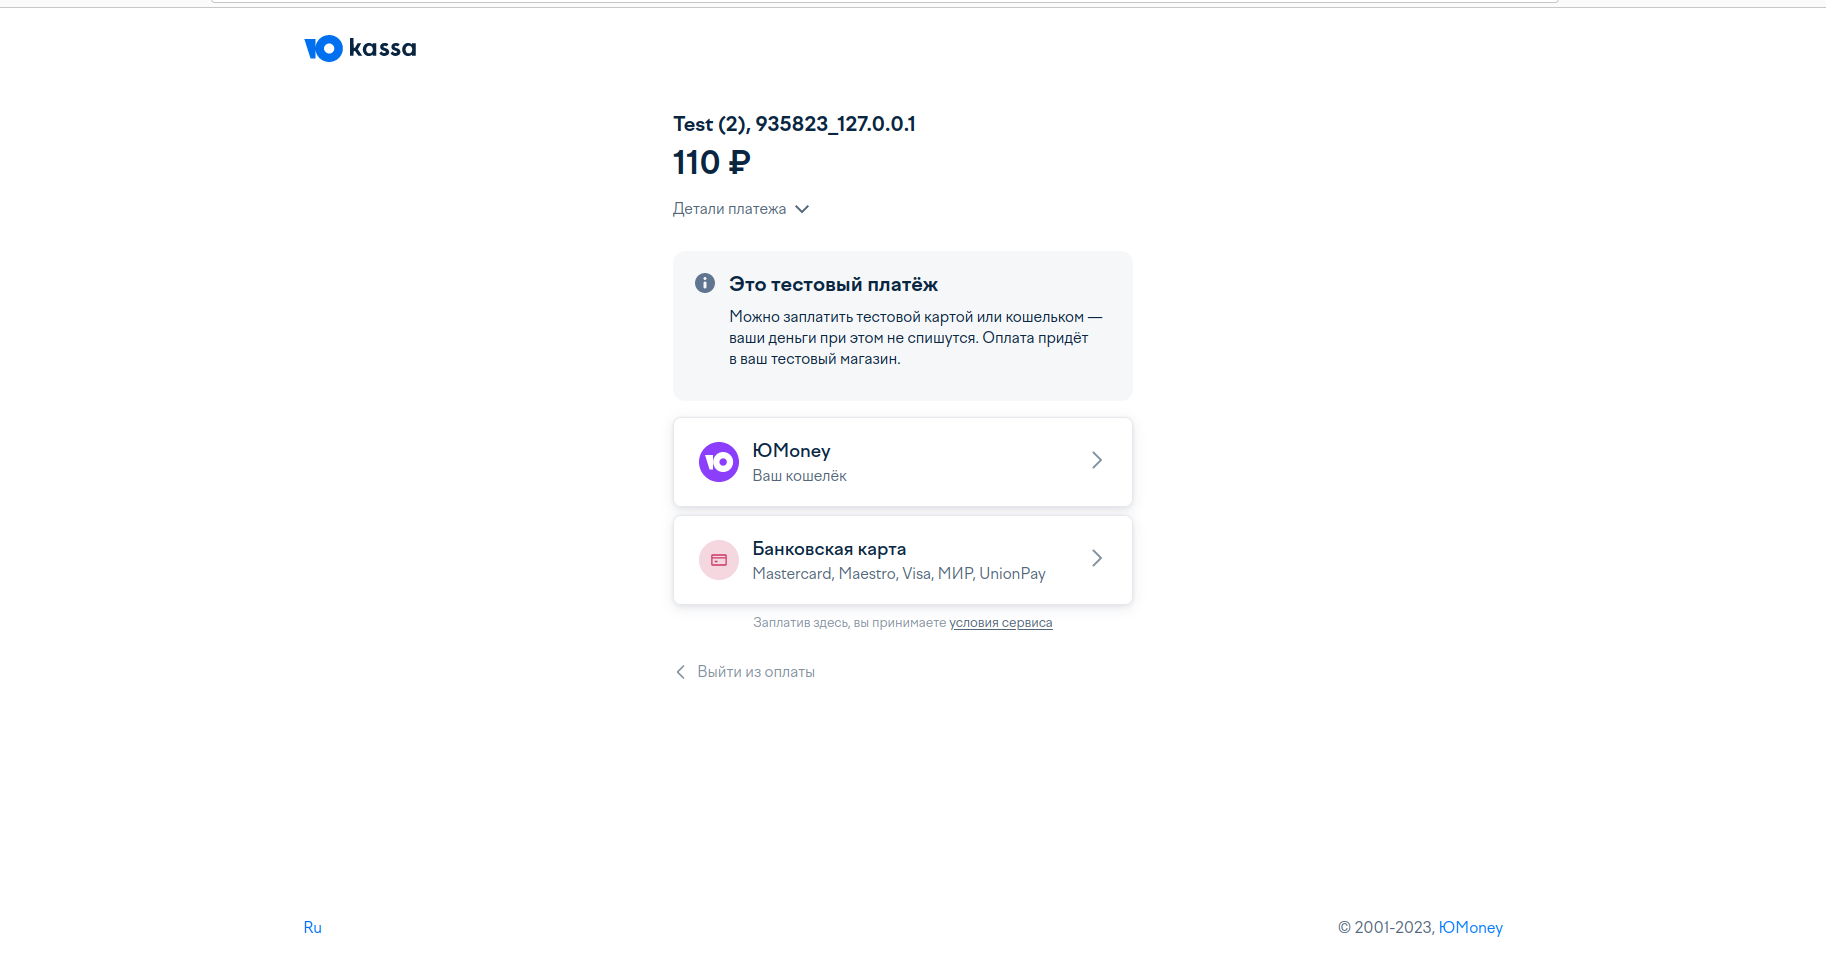 Ю kassa
Test (2), 935823_127.0.0.1
110 ₽
Детали платежа
Это тестовый платёж
Можно заплатить тестовой картой или кошельком —
ваши деньги при этом не спишутся. Оплата придёт
в ваш тестовый магазин.
ЮMoney
Ваш кошелёк
Банковская карта
Mastercard, Maestro, Visa, МИР, UnionPay
Заплатив здесь, вы принимаете условия сервиса
Выйти из оплаты
Ru
© 2001-2023, ЮMoney